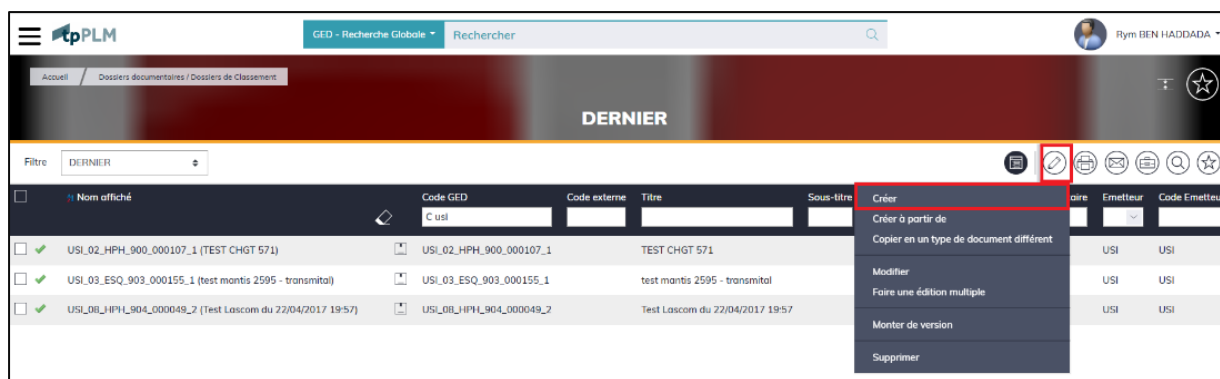 tpPLM
GED - Recherche Globale
Rechercher
Rym BEN HADDADA
Accueil / Dossiers documentaires / Dossiers de Classement
DERNIER
Filtre
DERNIER
Nom affiché
Code GED
Code externe
Titre
Sous-titre
aire
Emetteur
Code Emetteu
C usi
USI_02_HPH_900_000107_1 (TEST CHGT 571)
USI_02_HPH_900_000107_1
TEST CHGT 571
USI
USI
USI_03_ESQ_903_000155_1 (test mantis 2595 - transmital)
USI_03_ESQ_903_000155_1
test mantis 2595 - transmital
USI
USI
USI_08_HPH_904_000049_2 (Test Lascom du 22/04/2017 19:57)
USI_08_HPH_904_000049_2
Test Lascom du 22/04/2017 19:57
USI
USI
Créer
Créer à partir de
Copier en un type de document différent
Modifier
Faire une édition multiple
Monter de version
Supprimer